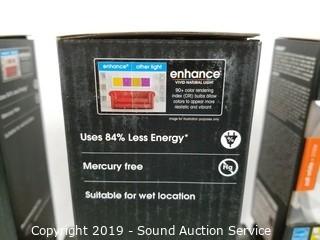 enhance* other light
enhance
VIVID NATURAL LIGHT
90+ color rendering
index (CRI) bulbs allow
colors to appear more
realistic and vibrant
Image for illustration purposes only
Uses 84% Less Energy*
%
Mercury free
Hg
Suitable for wet location
Copyright 2019 - Sound Auction Service